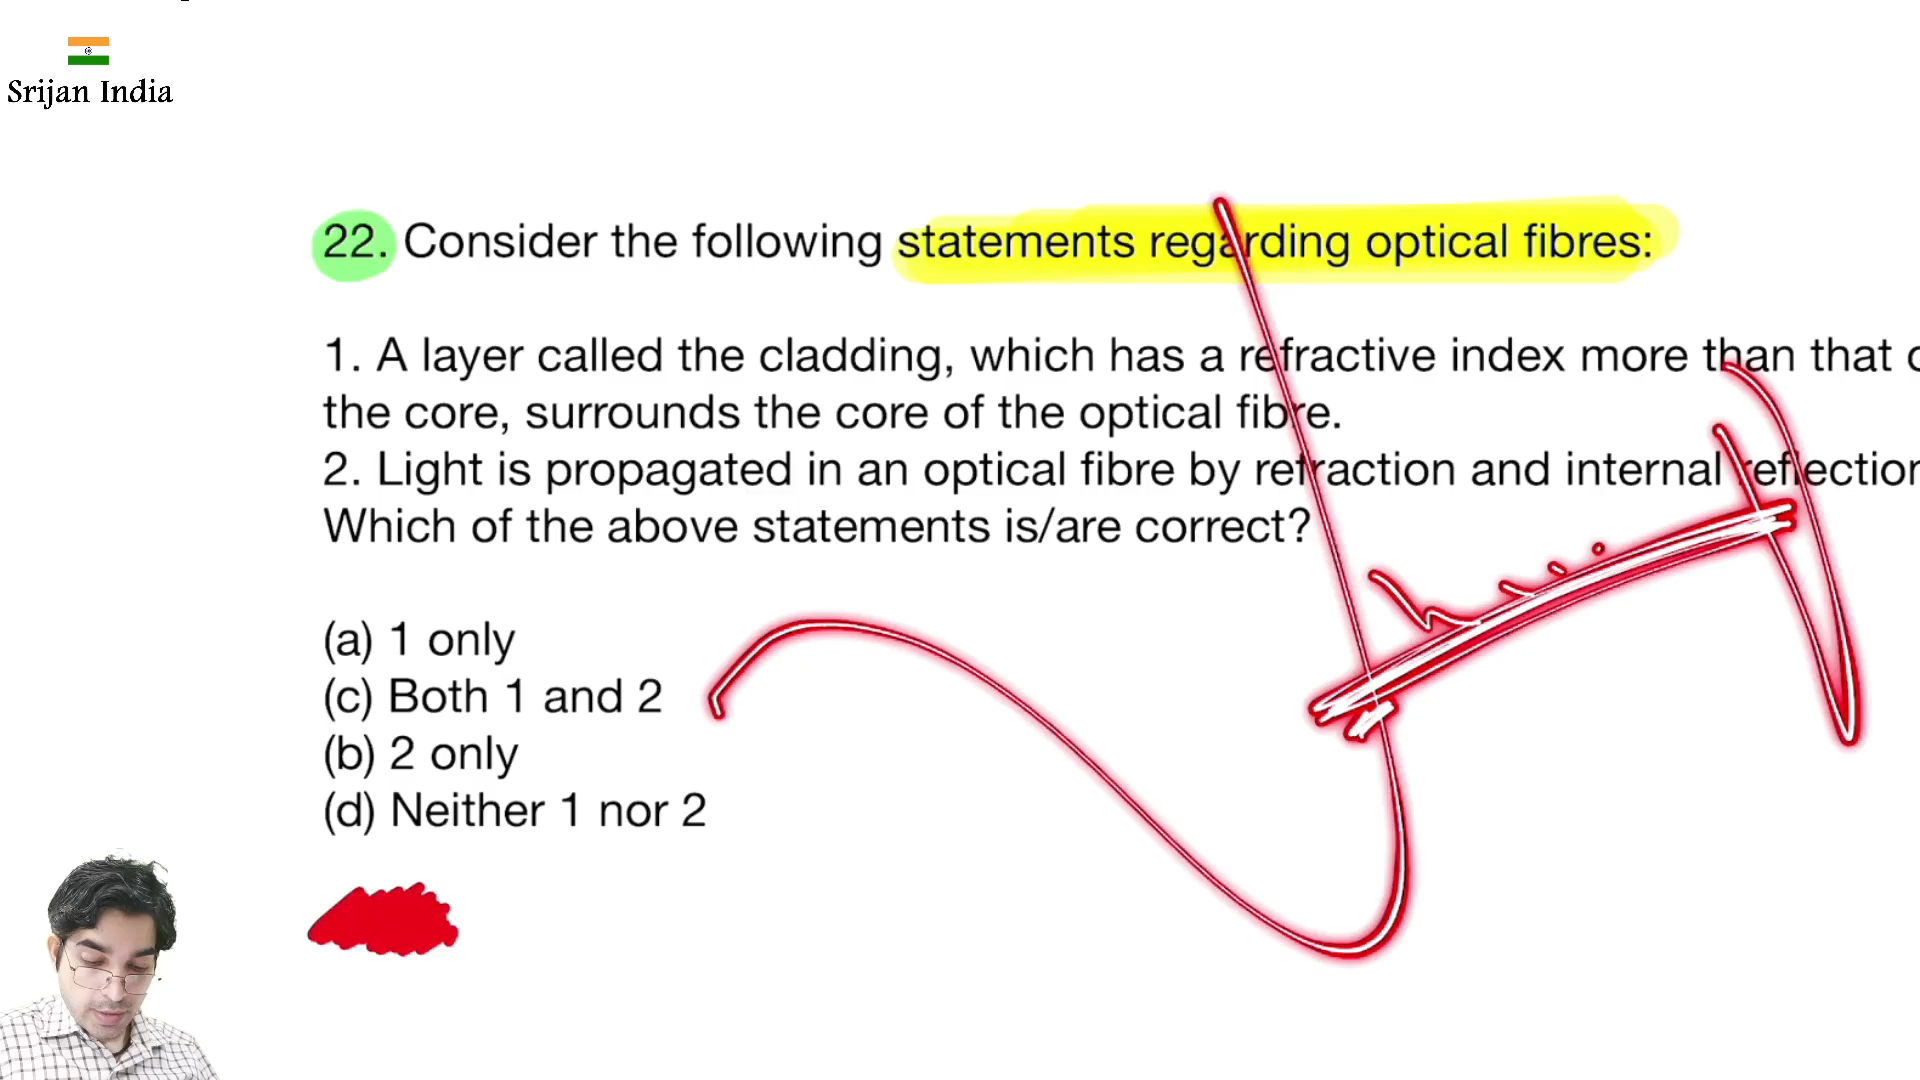 Srijan India
22. Consider the following statements regarding optical fibres:
1. A layer called the cladding, which has a refractive index more than that
the core, surrounds the core of the optical fibre.
2. Light is propagated in an optical fibre by refraction and internal reflection
Which of the above statements is/are correct?
(a) 1 only
(c) Both 1 and 2
(b) 2 only
(d) Neither 1 nor 2